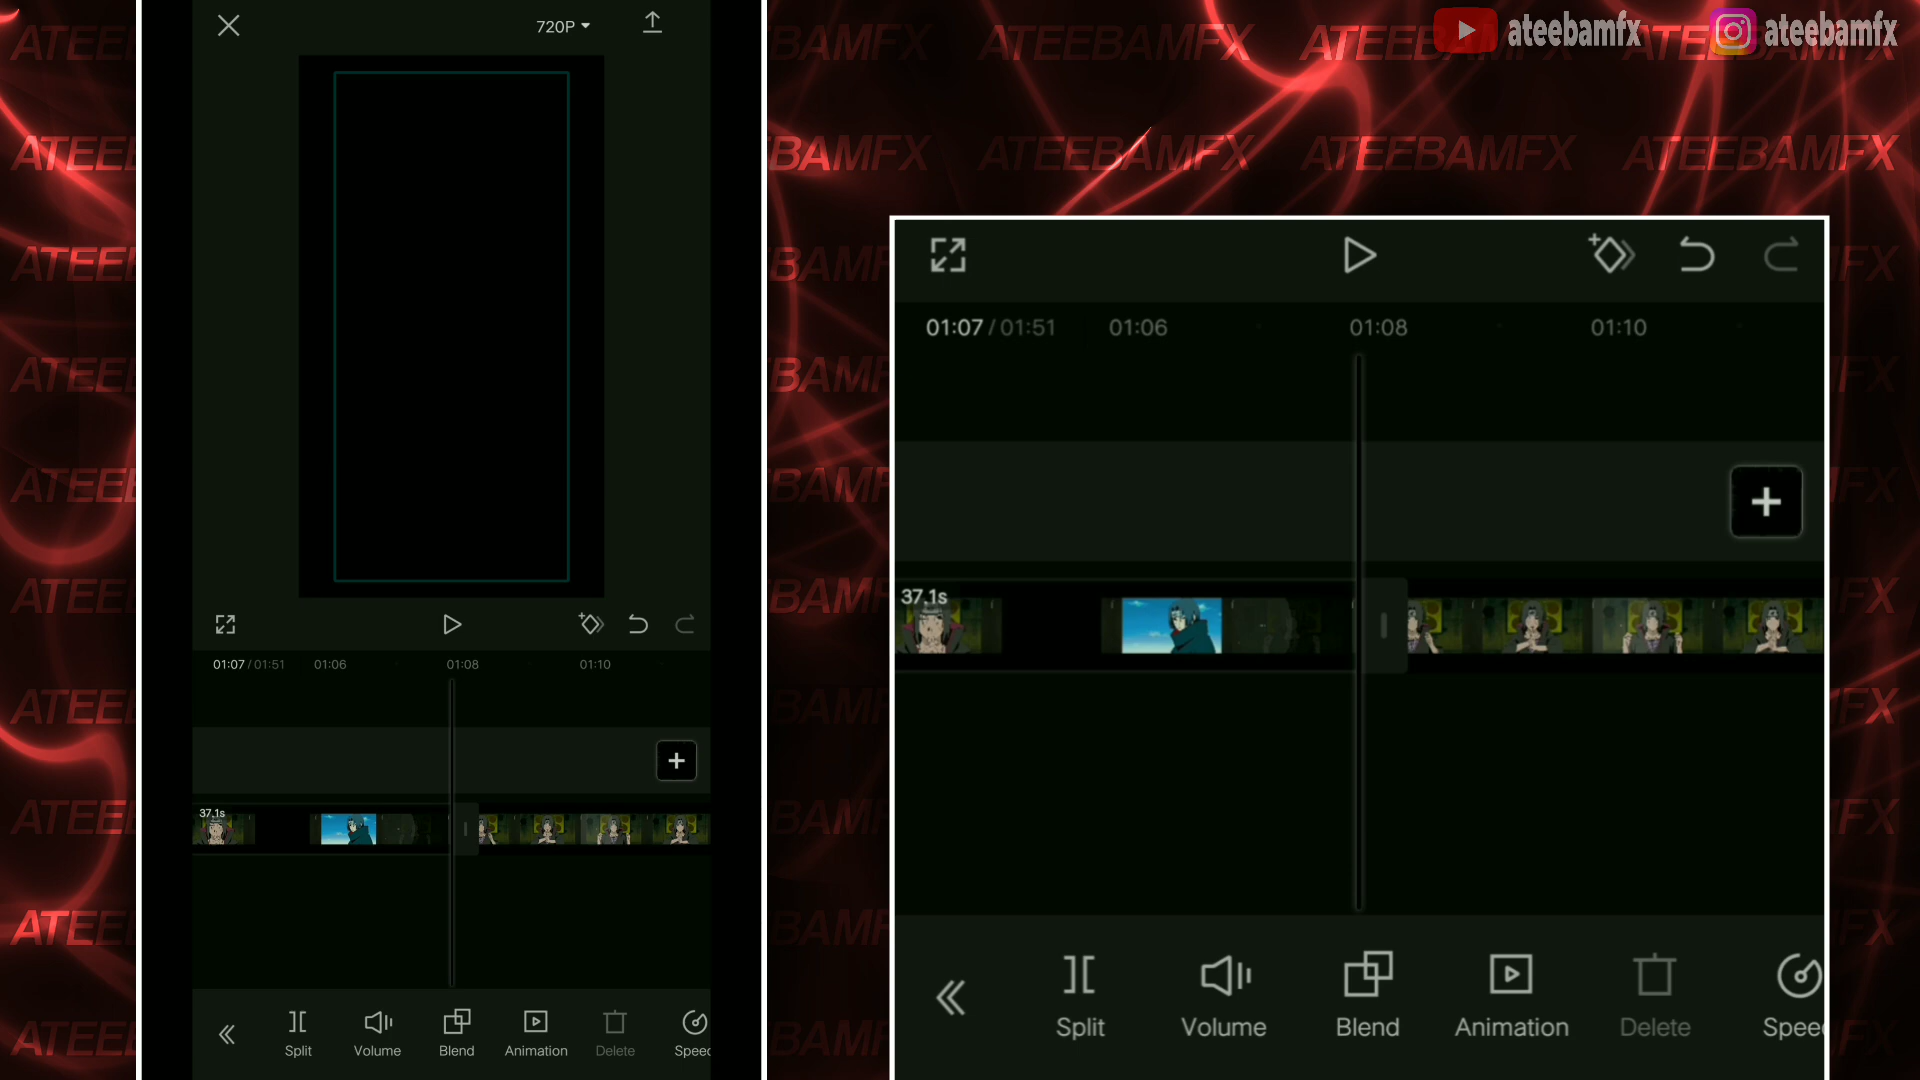 720P
01:07 / 01:51
01:06
01:08
01:10
37.1s
Split
Volume
Blend
Animation
Delete
Speed
ateebamfx
ateebamfx
01:07 / 01:51
01:06
01:08
01:10
37.1s
Split
Volume
Blend
Animation
Delete
Speed
ATEEBAMFX ATEEBAMFX ATEEBAMFX